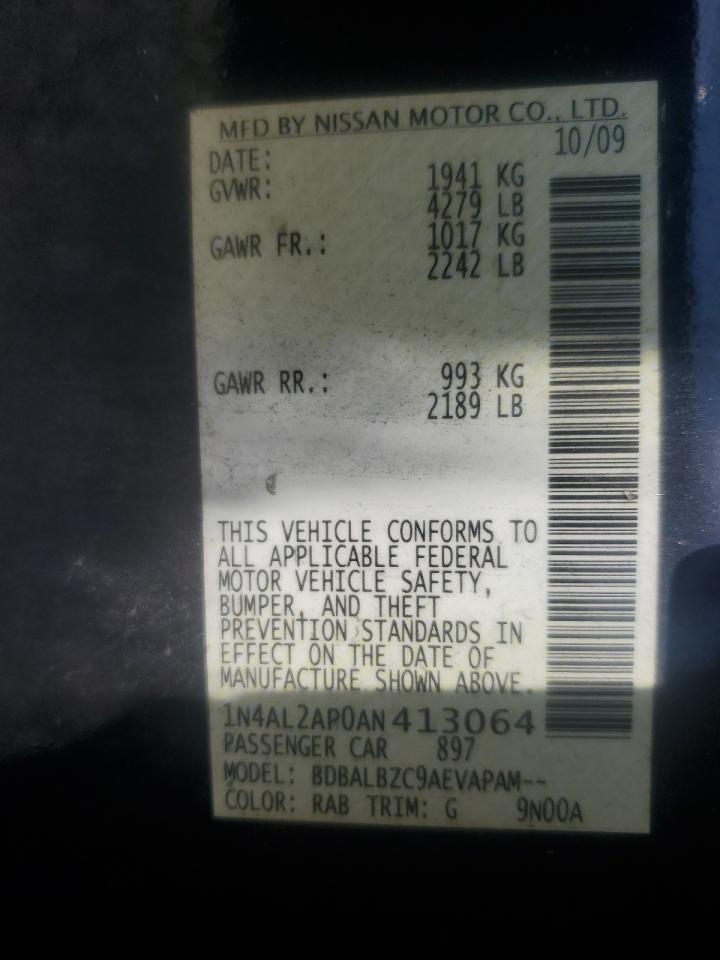 MFD BY NISSAN MOTOR CO., LTD.
DATE: 10/09
GVWR: 1941 KG
4279 LB
GAWR FR.: 1017 KG
2242 LB
GAWR RR.: 993 KG
2189 LB
THIS VEHICLE CONFORMS TO
ALL APPLICABLE FEDERAL
MOTOR VEHICLE SAFETY,
BUMPER, AND THEFT
PREVENTION STANDARDS IN
EFFECT ON THE DATE OF
MANUFACTURE SHOWN ABOVE.
1N4AL2AP0AN413064
PASSENGER CAR 897
MODEL: BDBALBZC9AEVAPAM--
COLOR: RAB TRIM: G 9N00A